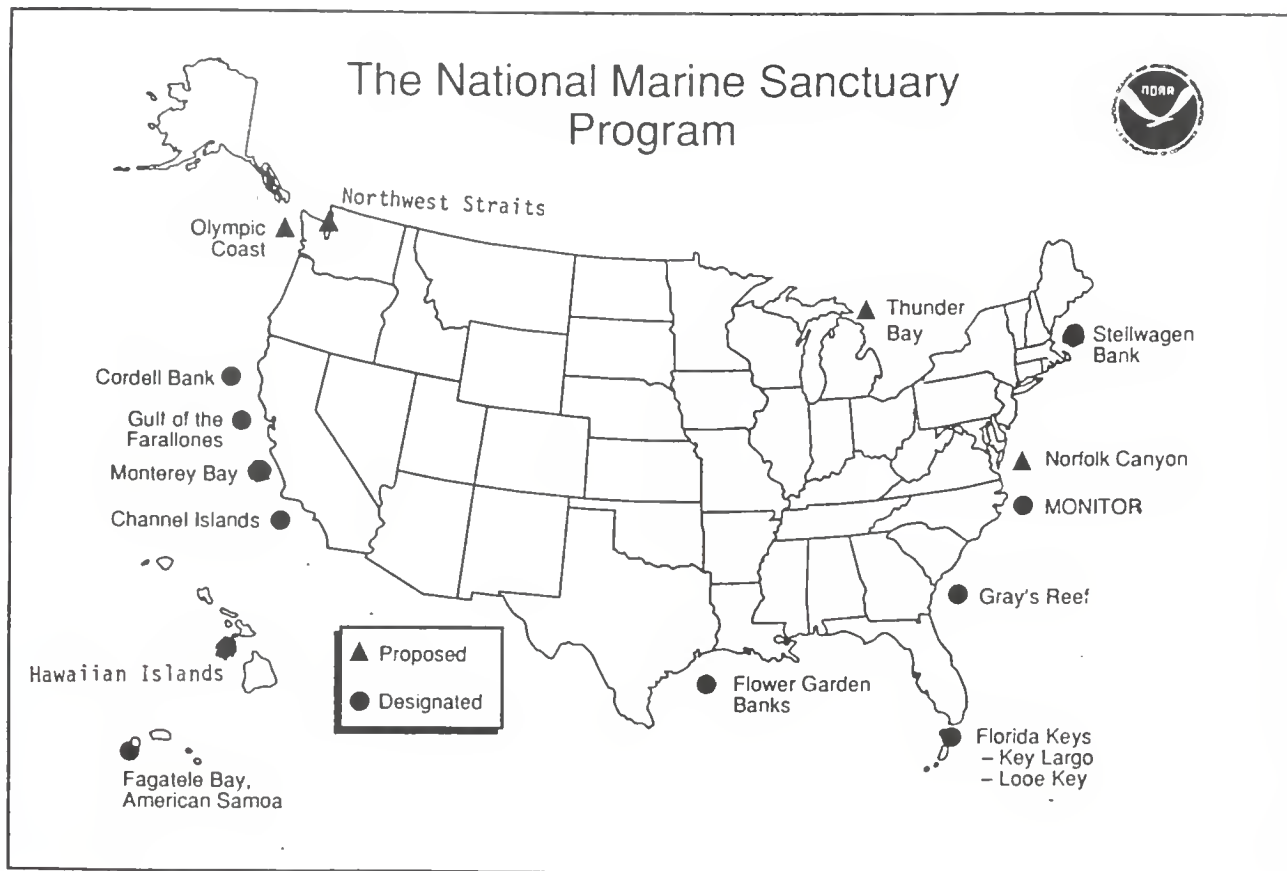 The National Marine Sanctuary
Program
NOAA
Northwest Straits
Olympic
Coast
Thunder
Bay
Stellwagen
Bank
Cordell Bank
Gulf of the
Farallones
Monterey Bay
Channel Islands
Norfolk Canyon
MONITOR
Gray's Reef
Hawaiian Islands
Proposed
Designated
Flower Garden
Banks
Florida Keys
– Key Largo
– Looe Key
Fagatele Bay,
American Samoa